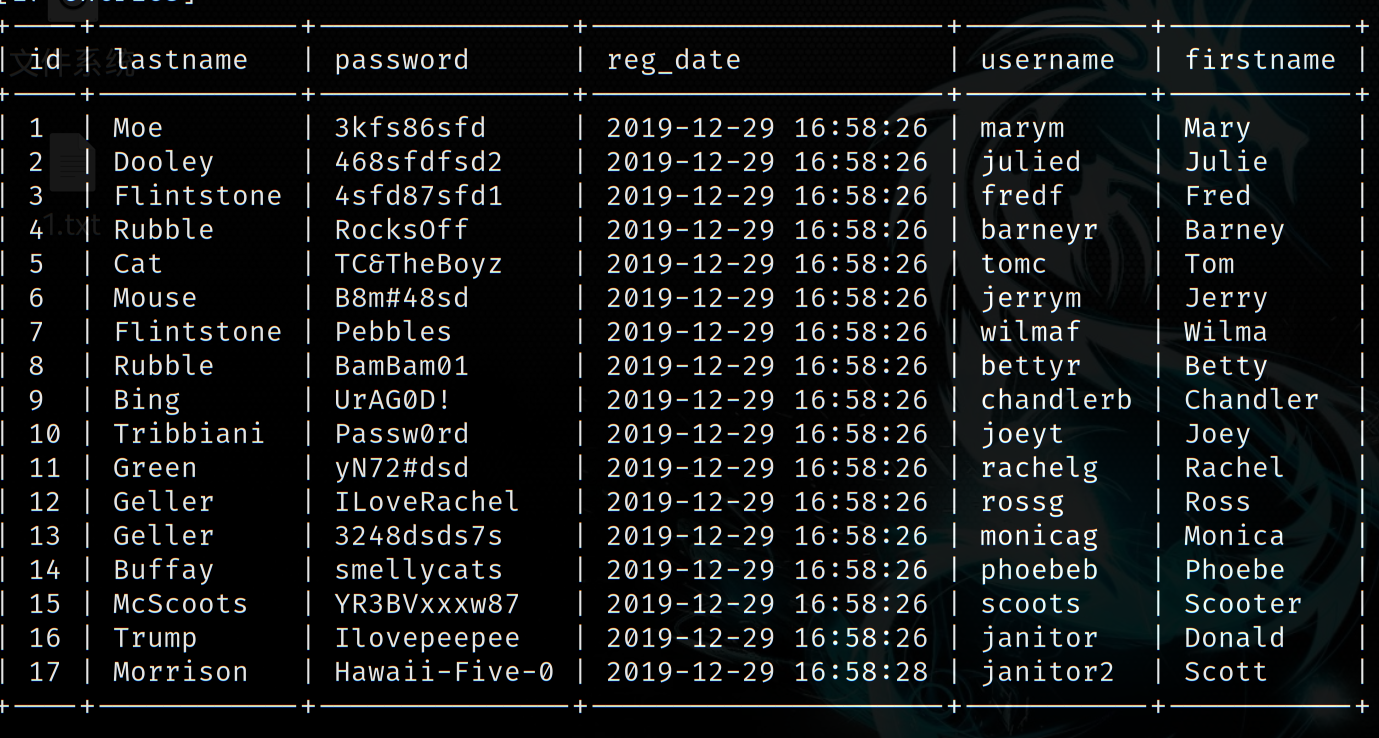 文件系统
1.txt
| id | lastname | password | reg_date | username | firstname |
| 1 | Moe | 3kfs86sfd | 2019-12-29 16:58:26 | marym | Mary |
| 2 | Dooley | 468sfdfsd2 | 2019-12-29 16:58:26 | julied | Julie |
| 3 | Flintstone | 4sfd87sfd1 | 2019-12-29 16:58:26 | fredf | Fred |
| 4 | Rubble | RocksOff | 2019-12-29 16:58:26 | barneyr | Barney |
| 5 | Cat | TC&TheBoyz | 2019-12-29 16:58:26 | tomc | Tom |
| 6 | Mouse | B8m#48sd | 2019-12-29 16:58:26 | jerrym | Jerry |
| 7 | Flintstone | Pebbles | 2019-12-29 16:58:26 | wilmaf | Wilma |
| 8 | Rubble | BamBam01 | 2019-12-29 16:58:26 | bettyr | Betty |
| 9 | Bing | UrAG0D! | 2019-12-29 16:58:26 | chandlerb | Chandler |
| 10 | Tribbiani | Passw0rd | 2019-12-29 16:58:26 | joeyt | Joey |
| 11 | Green | yN72#dsd | 2019-12-29 16:58:26 | rachelg | Rachel |
| 12 | Geller | ILoveRachel | 2019-12-29 16:58:26 | rossg | Ross |
| 13 | Geller | 3248dsds7s | 2019-12-29 16:58:26 | monicag | Monica |
| 14 | Buffay | smellycats | 2019-12-29 16:58:26 | phoebeb | Phoebe |
| 15 | McScoots | YR3BVxxxw87 | 2019-12-29 16:58:26 | scoots | Scooter |
| 16 | Trump | Ilovepeepee | 2019-12-29 16:58:26 | janitor | Donald |
| 17 | Morrison | Hawaii-Five-0 | 2019-12-29 16:58:28 | janitor2 | Scott |